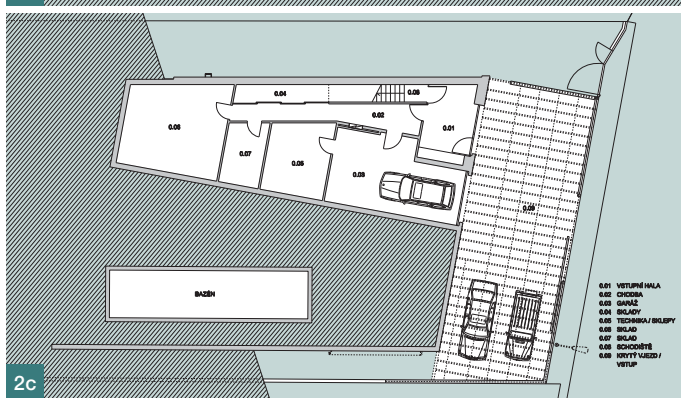 0.04
0.08
0.02
0.01
0.06
0.07
0.05
0.03
0.09
BAZÉN
0.01 VSTUPNÍ HALA
0.02 CHODBA
0.03 GARÁŽ
0.04 SKLADY
0.05 TECHNIKA / SKLEPY
0.06 SKLAD
0.07 SKLAD
0.08 SCHODIŠTĚ
0.09 KRYTÝ VJEZD /
VSTUP
2c